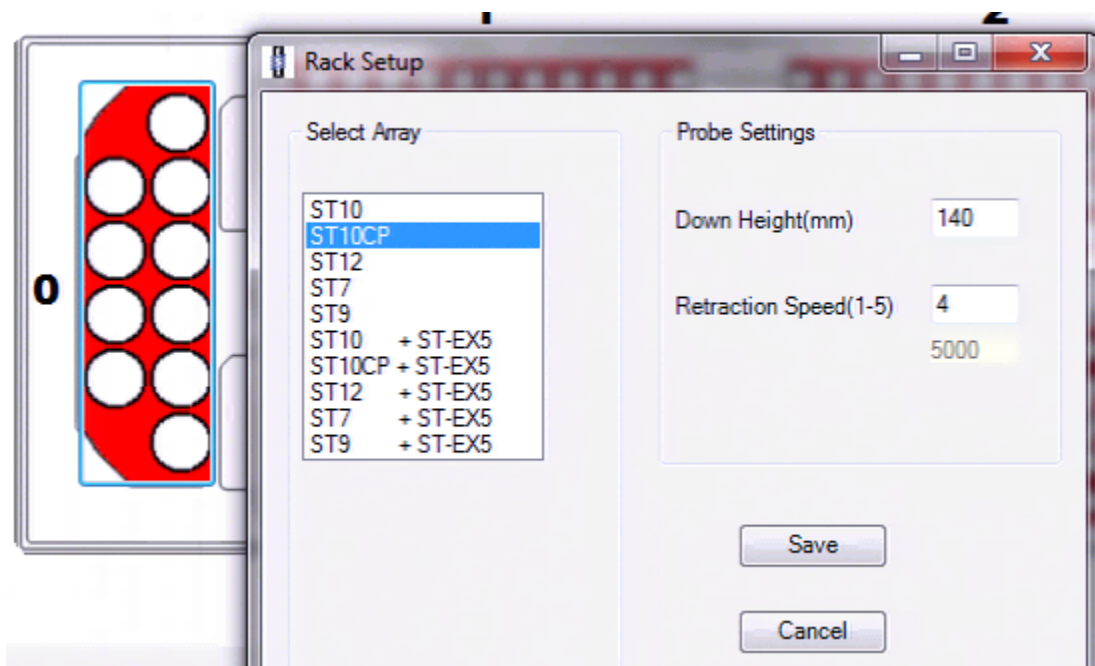 2
Rack Setup
Select Array
Probe Settings
ST10
ST10CP
ST12
ST7
ST9
ST10 + ST-EX5
ST10CP + ST-EX5
ST12 + ST-EX5
ST7 + ST-EX5
ST9 + ST-EX5
Down Height(mm) 140
Retraction Speed(1-5) 4
5000
0
Save
Cancel